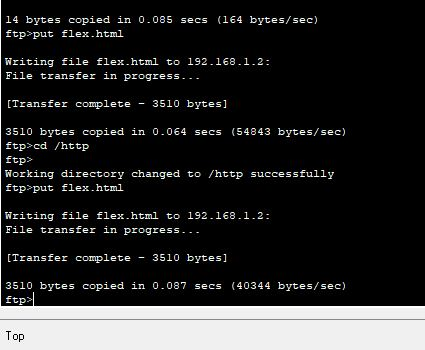 14 bytes copied in 0.085 secs (164 bytes/sec)
ftp>put flex.html
Writing file flex.html to 192.168.1.2:
File transfer in progress...
[Transfer complete - 3510 bytes]
3510 bytes copied in 0.064 secs (54843 bytes/sec)
ftp>cd /http
ftp>
Working directory changed to /http successfully
ftp>put flex.html
Writing file flex.html to 192.168.1.2:
File transfer in progress...
[Transfer complete - 3510 bytes]
3510 bytes copied in 0.087 secs (40344 bytes/sec)
ftp>
Top